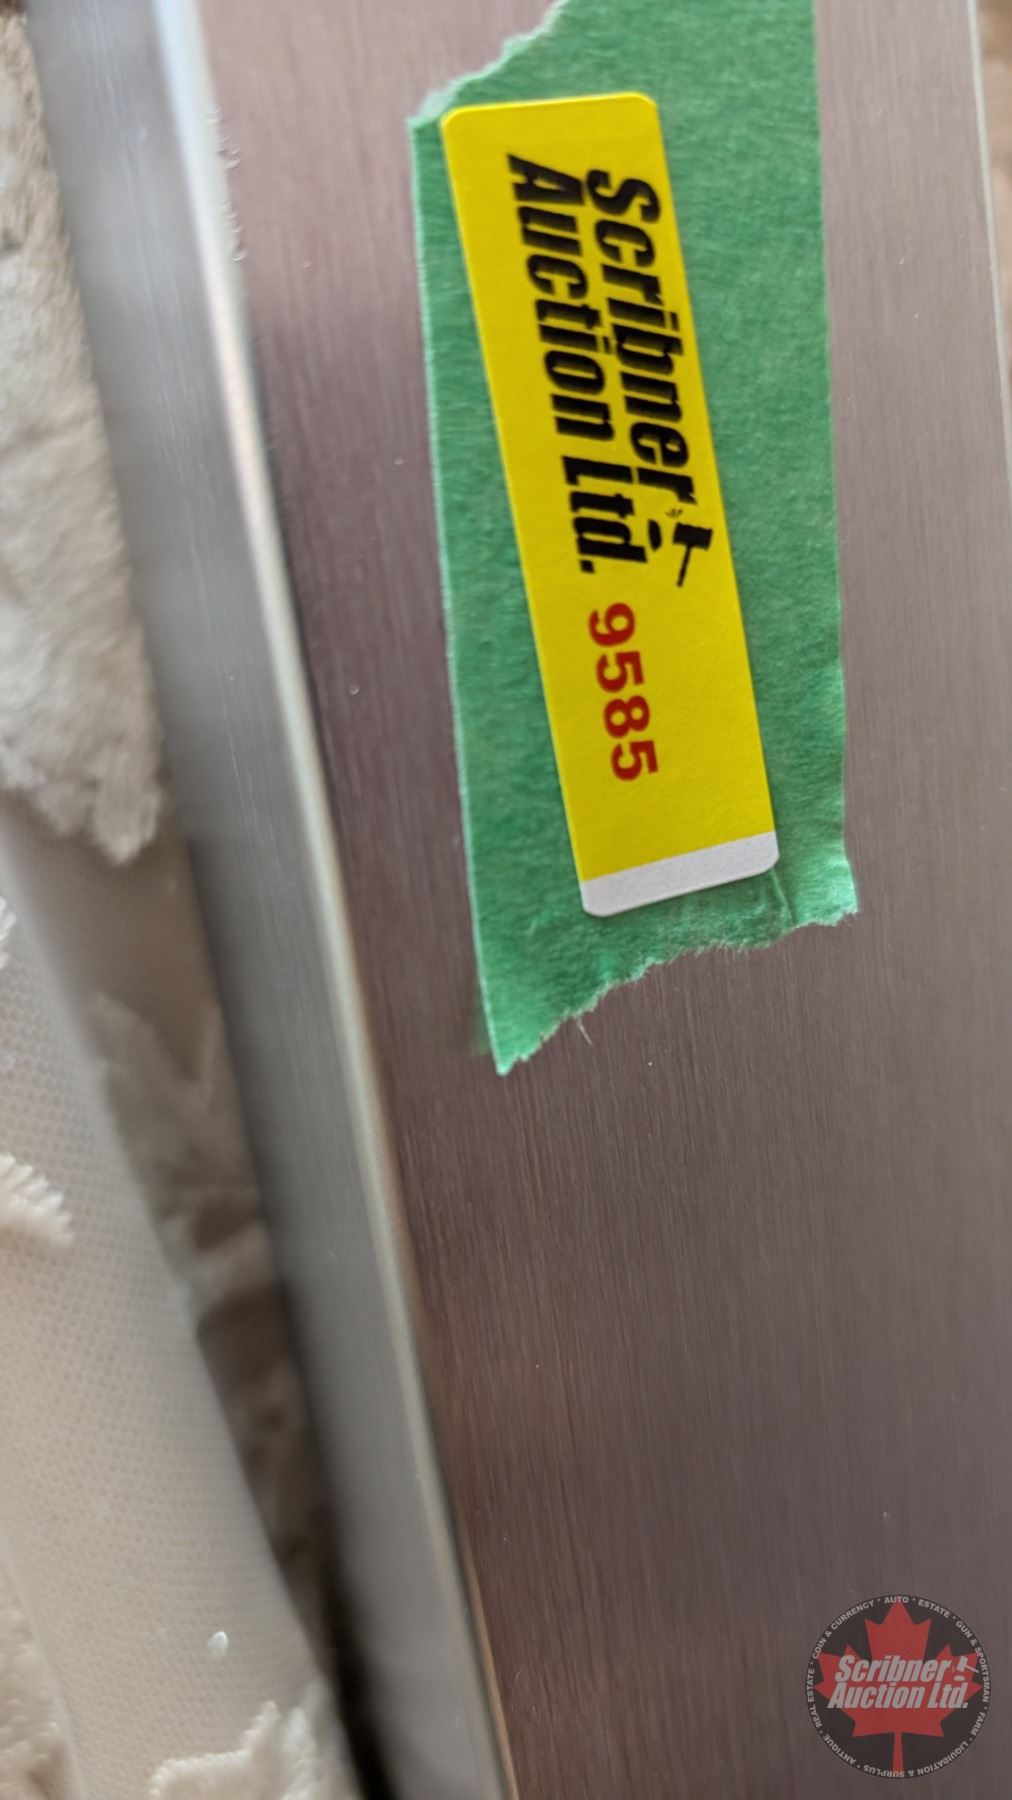 Scribner
Auction Ltd. 9585
REAL ESTATE • COIN & CURRENCY • AUTO • ESTATE • GUN & SPORTSMAN • FARM • LIQUIDATION & SURPLUS • ANTIQUE •
Scribner
Auction Ltd.